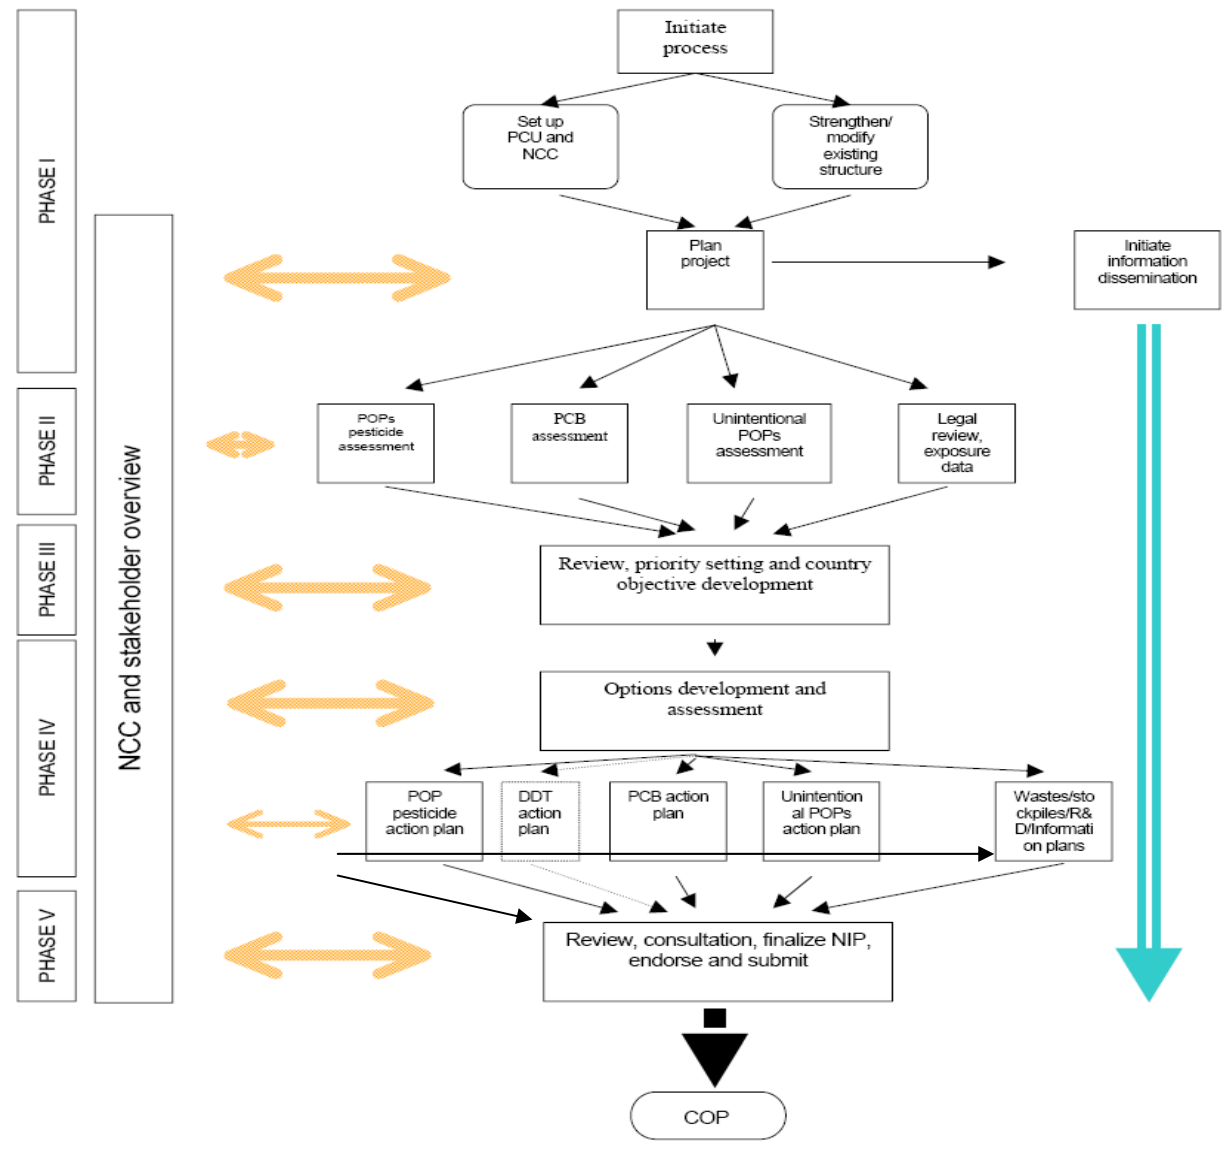 PHASE I
Initiate
process
Set up
PCU and
NCC
Strengthen/
modify
existing
structure
Plan
project
Initiate
information
dissemination
NCC and stakeholder overview
PHASE II
POPs
pesticide
assessment
PCB
assessment
Unintentional
POPs
assessment
Legal
review,
exposure
data
PHASE III
Review, priority setting and country
objective development
PHASE IV
Options development and
assessment
POP
pesticide
action plan
DDT
action
plan
PCB action
plan
Unintention
al POPs
action plan
Wastes/sto
ckpiles/R&
D/Informati
on plans
PHASE V
Review, consultation, finalize NIP,
endorse and submit
COP